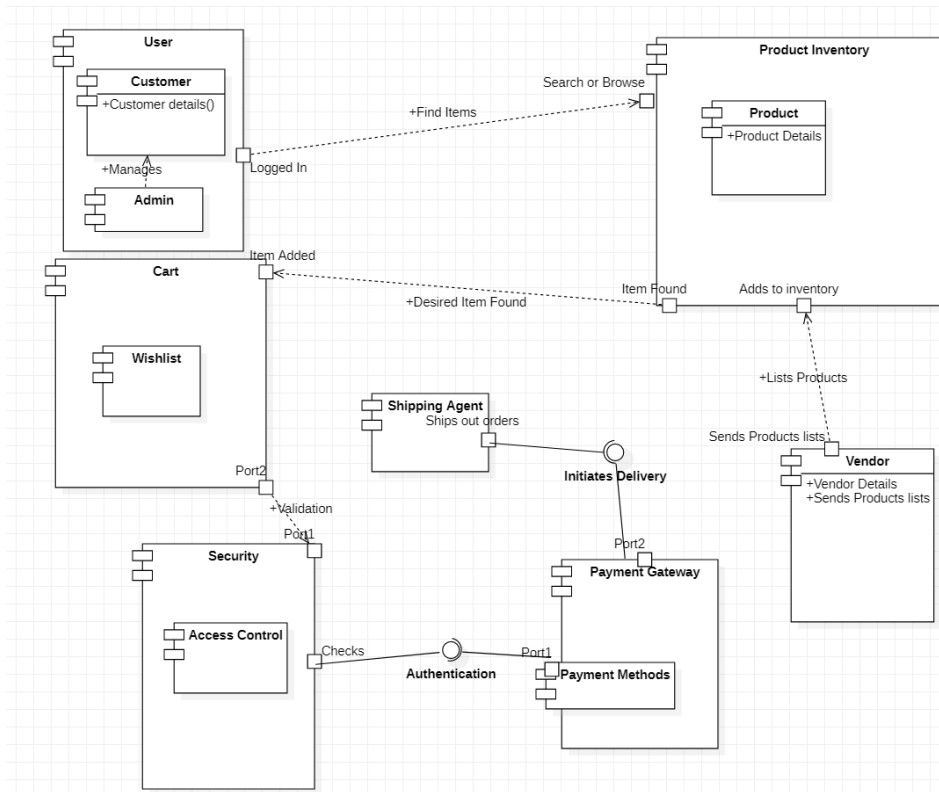 User
Customer
+Customer details()
+Manages
Admin
Logged In
+Find Items
Search or Browse
Product Inventory
Product
+Product Details
Item Added
Cart
+Desired Item Found
Item Found
Adds to inventory
Wishlist
+Lists Products
Shipping Agent
Ships out orders
Initiates Delivery
Sends Products lists
Vendor
+Vendor Details
+Sends Products lists
Port2
+Validation
Port1
Security
Access Control
Checks
Authentication
Port2
Payment Gateway
Port1
Payment Methods